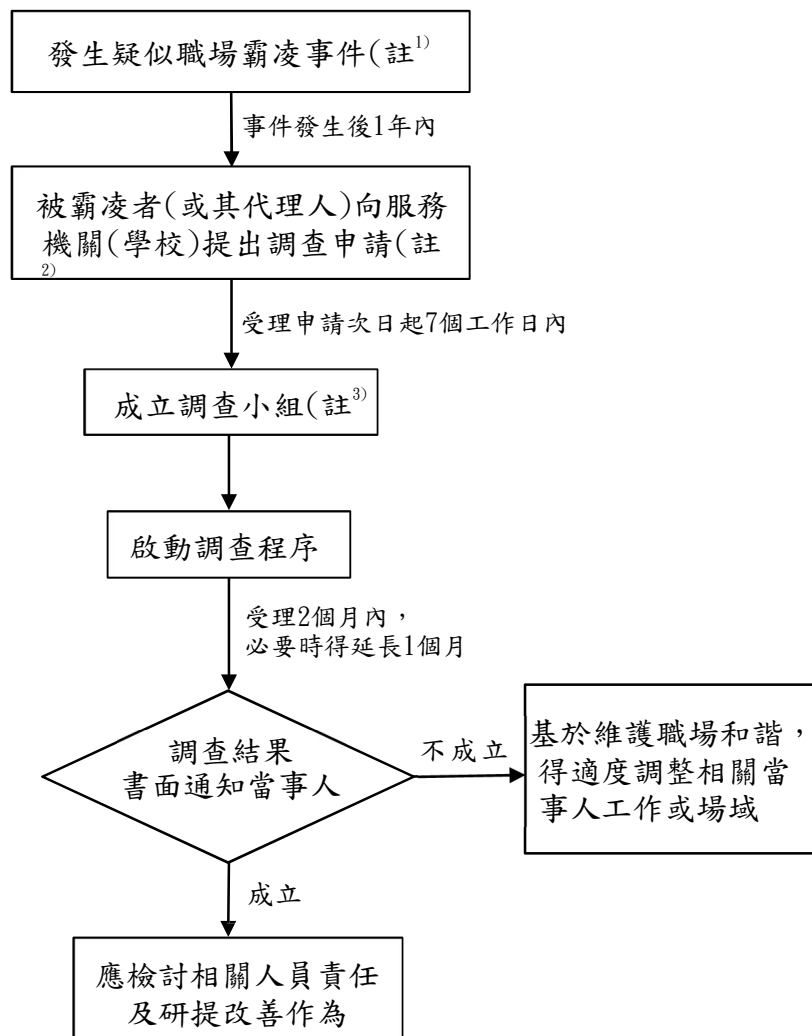 發生疑似職場霸凌事件(註1)
事件發生後1年內
被霸凌者(或其代理人)向服務
機關(學校)提出調查申請(註
2)
受理申請次日起7個工作日內
成立調查小組(註3)
啟動調查程序
受理2個月內，
必要時得延長1個月
調查結果
書面通知當事人
不成立
基於維護職場和諧，
得適度調整相關當
事人工作或場域
成立
應檢討相關人員責任
及研提改善作為